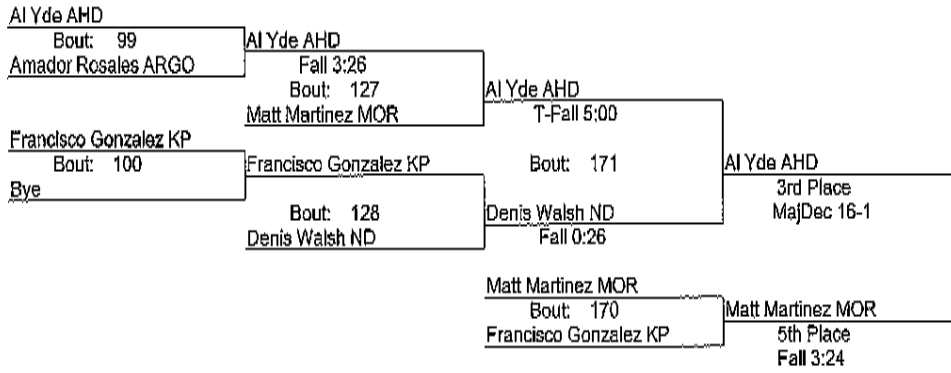 Al Yde AHD
Bout: 99
Amador Rosales ARGO
Al Yde AHD
Fall 3:26
Bout: 127
Matt Martinez MOR
Al Yde AHD
T-Fall 5:00
Francisco Gonzalez KP
Bout: 100
Bye
Francisco Gonzalez KP
Bout: 128
Denis Walsh ND
Bout: 171
Denis Walsh ND
Fall 0:26
Al Yde AHD
3rd Place
MajDec 16-1
Matt Martinez MOR
Bout: 170
Francisco Gonzalez KP
Matt Martinez MOR
5th Place
Fall 3:24